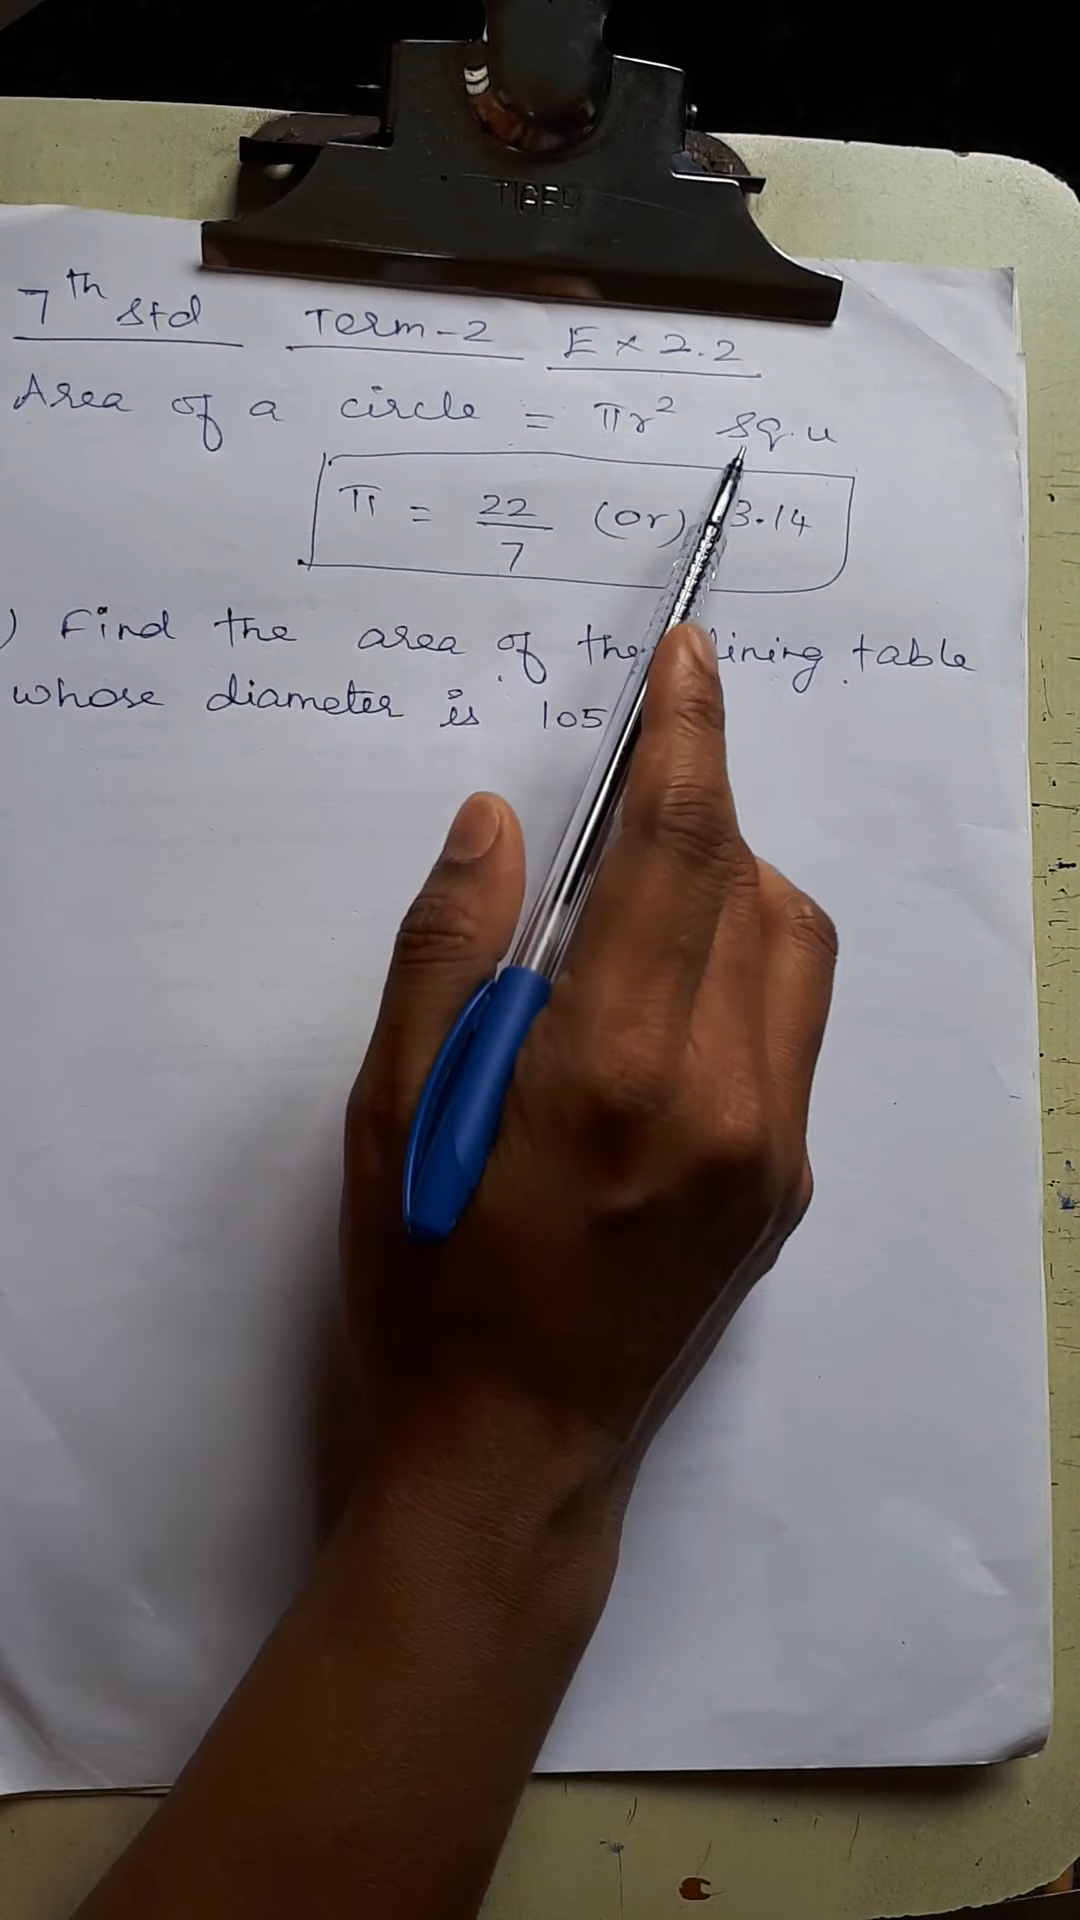 TIGER
7th std Term-2 Ex 2.2
Area of a circle = πr² sq.u
π = 22/7 (or) 3.14
) Find the area of the dining table
whose diameter is 105